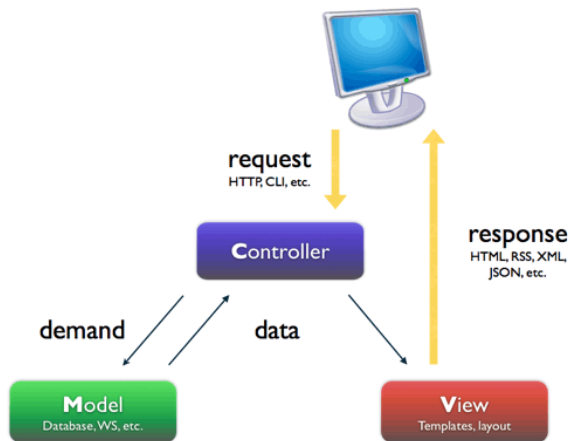 request
HTTP, CLI, etc.
Controller
response
HTML, RSS, XML,
JSON, etc.
demand
data
Model
Database, WS, etc.
View
Templates, layout